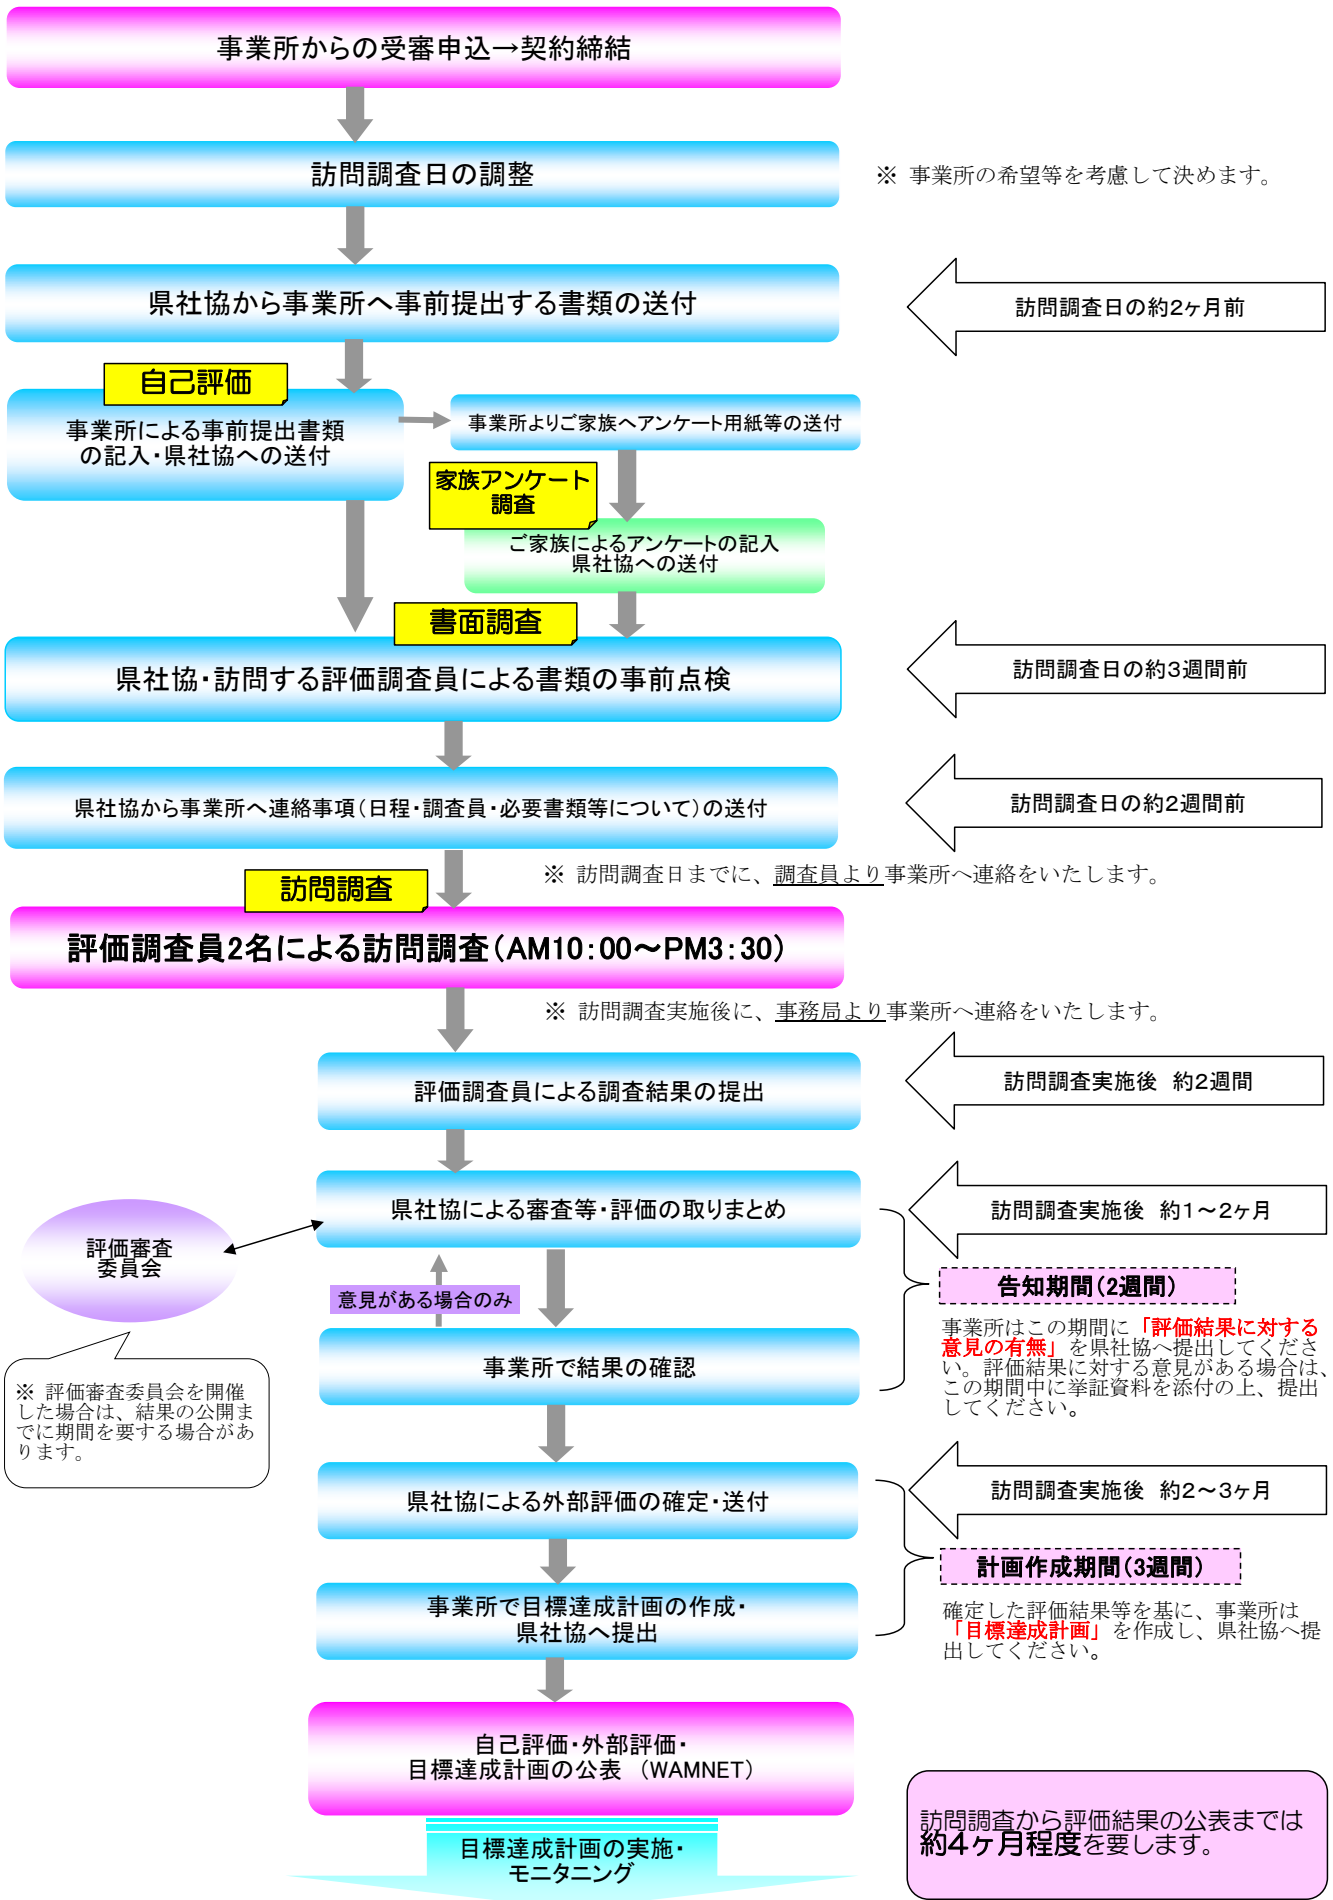 事業所からの受審申込→契約締結
訪問調査日の調整
※ 事業所の希望等を考慮して決めます。
県社協から事業所へ事前提出する書類の送付
訪問調査日の約2ヶ月前
自己評価
事業所による事前提出書類
の記入・県社協への送付
事業所よりご家族へアンケート用紙等の送付
家族アンケート
調査
ご家族によるアンケートの記入
県社協への送付
書面調査
県社協・訪問する評価調査員による書類の事前点検
訪問調査日の約3週間前
県社協から事業所へ連絡事項(日程・調査員・必要書類等について)の送付
訪問調査日の約2週間前
※ 訪問調査日までに、調査員より事業所へ連絡をいたします。
訪問調査
評価調査員2名による訪問調査(AM10:00～PM3:30)
※ 訪問調査実施後に、事務局より事業所へ連絡をいたします。
評価調査員による調査結果の提出
訪問調査実施後 約2週間
県社協による審査等・評価の取りまとめ
訪問調査実施後 約1～2ヶ月
評価審査
委員会
意見がある場合のみ
告知期間(2週間)
事業所はこの期間に「評価結果に対する
意見の有無」を県社協へ提出してくださ
い。評価結果に対する意見がある場合は、
この期間中に挙証資料を添付の上、提出
してください。
事業所で結果の確認
※ 評価審査委員会を開催
した場合は、結果の公開ま
でに期間を要する場合があ
ります。
県社協による外部評価の確定・送付
訪問調査実施後 約2～3ヶ月
計画作成期間(3週間)
確定した評価結果等を基に、事業所は
「目標達成計画」を作成し、県社協へ提
出してください。
事業所で目標達成計画の作成・
県社協へ提出
自己評価・外部評価・
目標達成計画の公表 (WAMNET)
目標達成計画の実施・
モニタニング
訪問調査から評価結果の公表までは
約4ヶ月程度を要します。